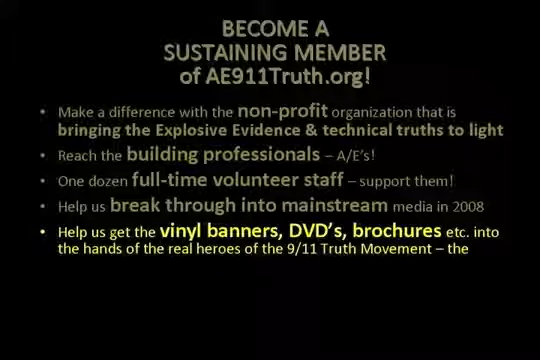 BECOME A
SUSTAINING MEMBER
of AE911Truth.org!
• Make a difference with the non-profit organization that is
bringing the Explosive Evidence & technical truths to light
• Reach the building professionals – A/E's!
• One dozen full-time volunteer staff – support them!
• Help us break through into mainstream media in 2008
• Help us get the vinyl banners, DVD's, brochures etc. into
the hands of the real heroes of the 9/11 Truth Movement – the